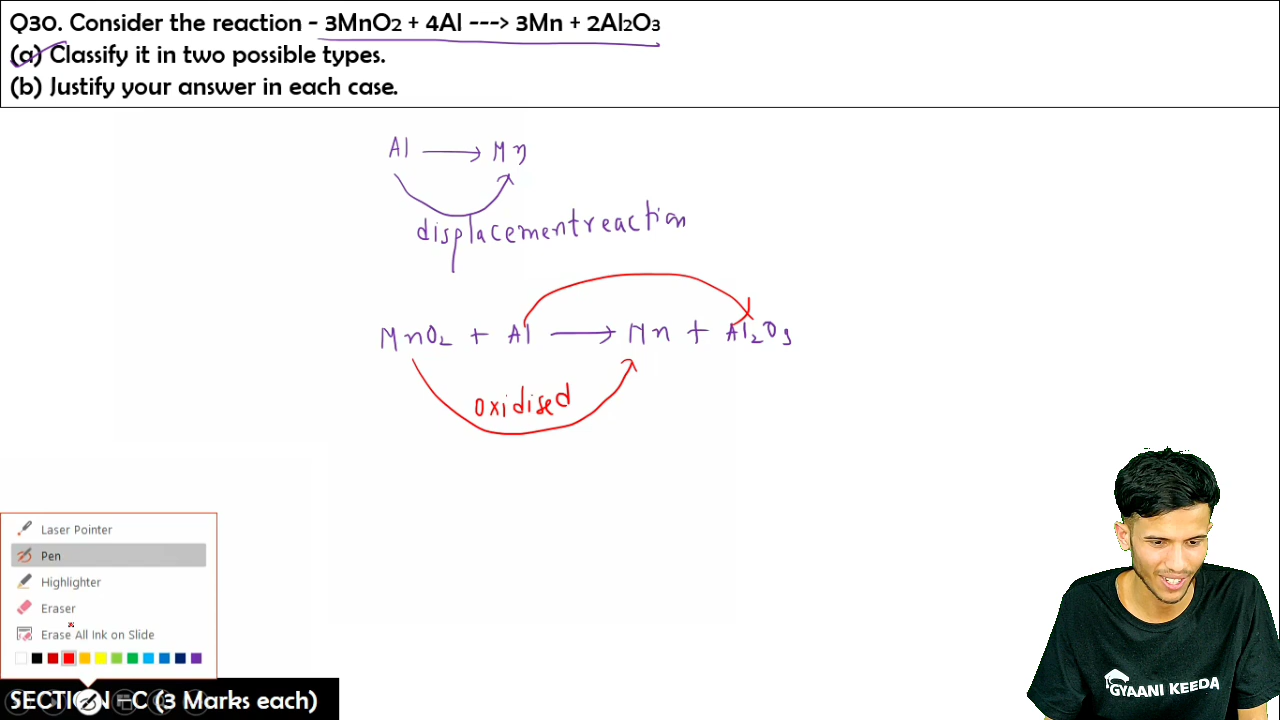 Q30. Consider the reaction - 3MnO2 + 4Al ---> 3Mn + 2Al2O3
(a) Classify it in two possible types.
(b) Justify your answer in each case.
Al → Mn
displacementreaction
MnO2 + Al → Mn + Al2O3
oxidised
Laser Pointer
Pen
Highlighter
Eraser
Erase All Ink on Slide
SECTION -C (3 Marks each)
GYAANI KEEDA